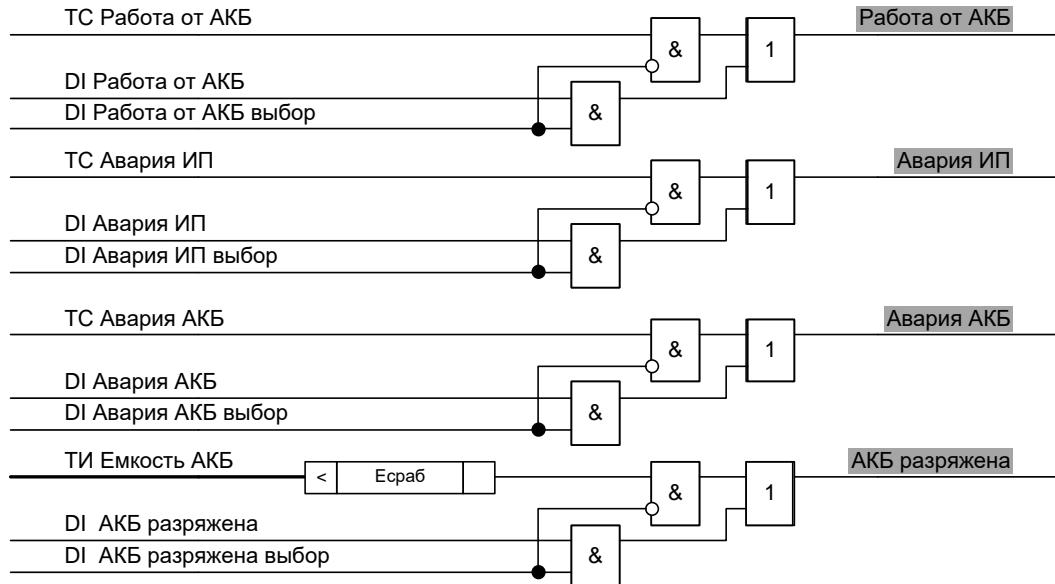 ТС Работа от АКБ
Работа от АКБ
&
1
DI Работа от АКБ
DI Работа от АКБ выбор
&
ТС Авария ИП
Авария ИП
&
1
DI Авария ИП
DI Авария ИП выбор
&
ТС Авария АКБ
Авария АКБ
&
1
DI Авария АКБ
DI Авария АКБ выбор
&
ТИ Емкость АКБ
АКБ разряжена
< Eсраб
&
1
DI АКБ разряжена
DI АКБ разряжена выбор
&